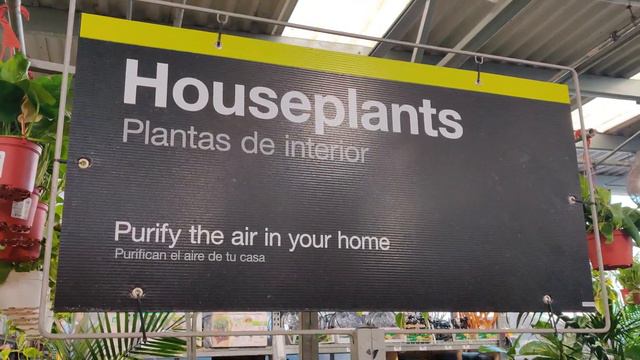 Houseplants
Plantas de interior
Purify the air in your home
Purifican el aire de tu casa